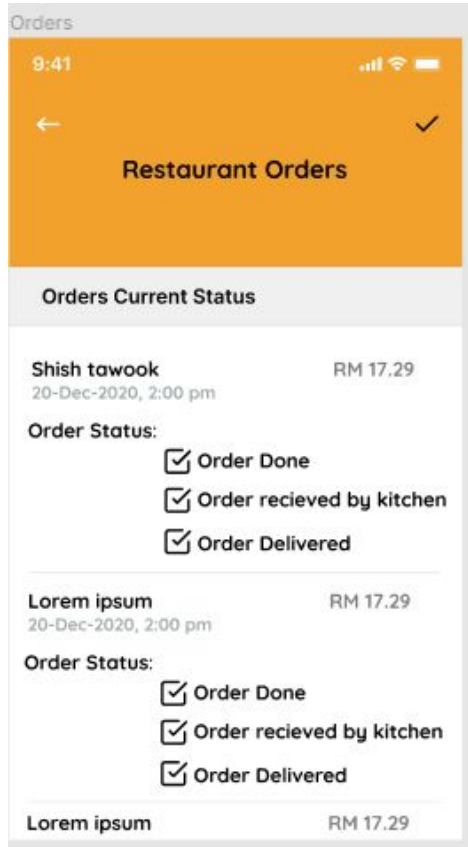 Orders
9:41
Restaurant Orders
Orders Current Status
Shish tawook RM 17.29
20-Dec-2020, 2:00 pm
Order Status:
Order Done
Order recieved by kitchen
Order Delivered
Lorem ipsum RM 17.29
20-Dec-2020, 2:00 pm
Order Status:
Order Done
Order recieved by kitchen
Order Delivered
Lorem ipsum RM 17.29